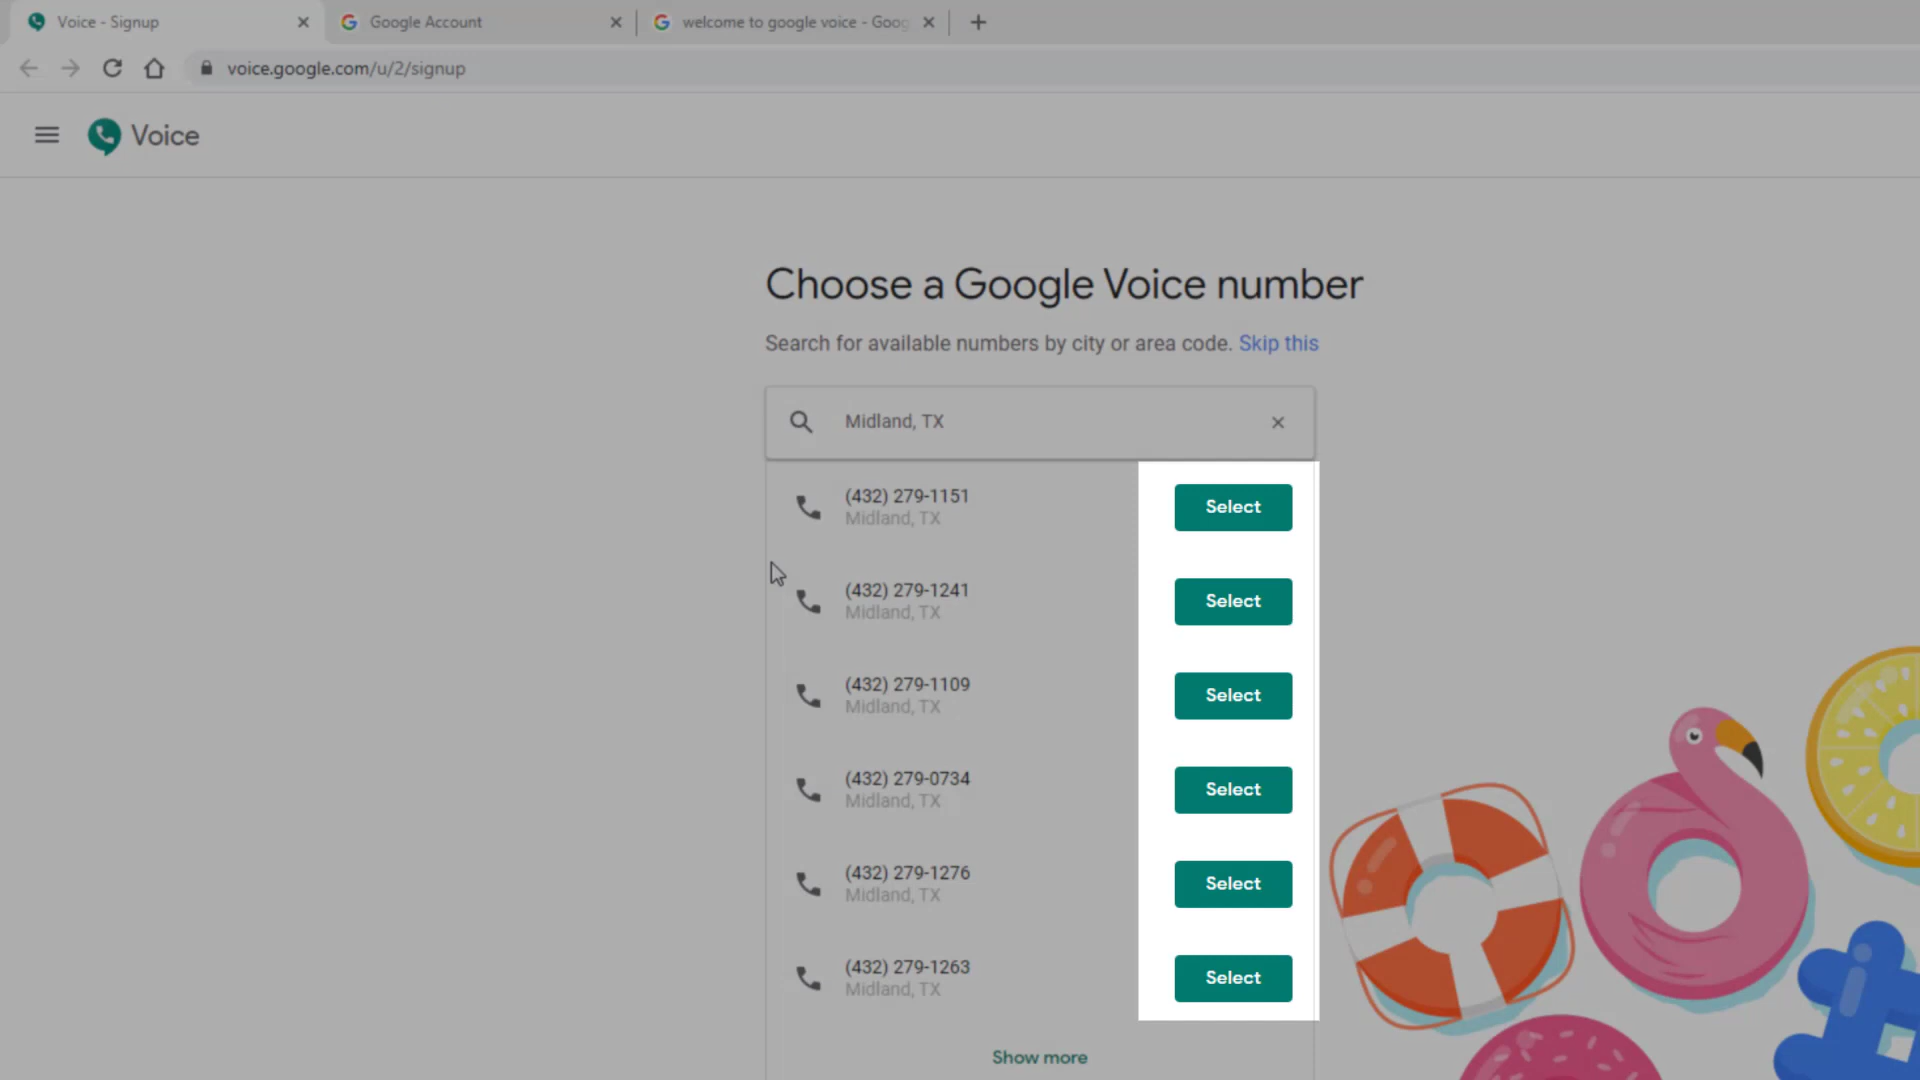 Voice - Signup
Google Account
welcome to google voice - Goog
voice.google.com/u/2/signup
Voice
Choose a Google Voice number
Search for available numbers by city or area code. Skip this
Midland, TX
(432) 279-1151
Midland, TX
Select
(432) 279-1241
Midland, TX
Select
(432) 279-1109
Midland, TX
Select
(432) 279-0734
Midland, TX
Select
(432) 279-1276
Midland, TX
Select
(432) 279-1263
Midland, TX
Select
Show more